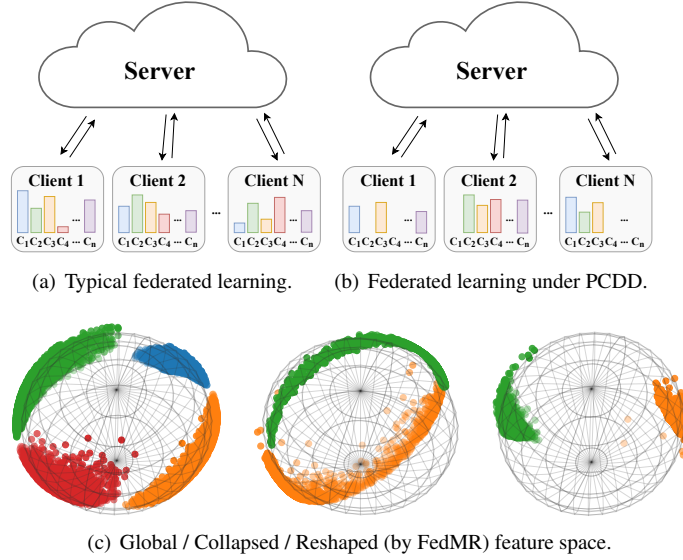 Server Server
Client 1 Client 2 Client N Client 1 Client 2 Client N
... ... ... ... ... ... ... ...
C1 C2 C3 C4 ... Cn C1 C2 C3 C4 ... Cn C1 C2 C3 C4 ... Cn C1 C2 C3 C4 ... Cn C1 C2 C3 C4 ... Cn C1 C2 C3 C4 ... Cn
(a) Typical federated learning. (b) Federated learning under PCDD.
(c) Global / Collapsed / Reshaped (by FedMR) feature space.